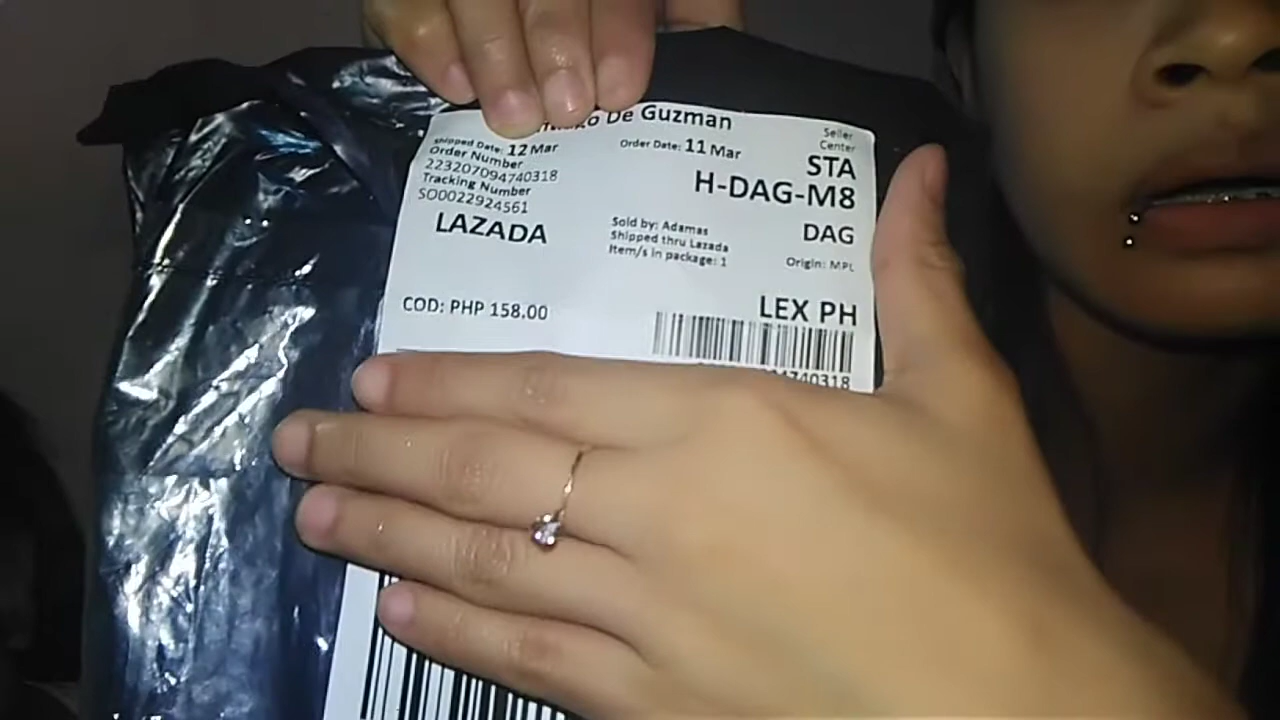 De Guzman
Shipped Date: 12 Mar
Order Date: 11 Mar
Seller
Center
Order Number
223207094740318
Tracking Number
SO0022924561
STA
H-DAG-M8
LAZADA
Sold by: Adamas
Shipped thru Lazada
Item/s in package: 1
DAG
Origin: MPL
COD: PHP 158.00
LEX PH